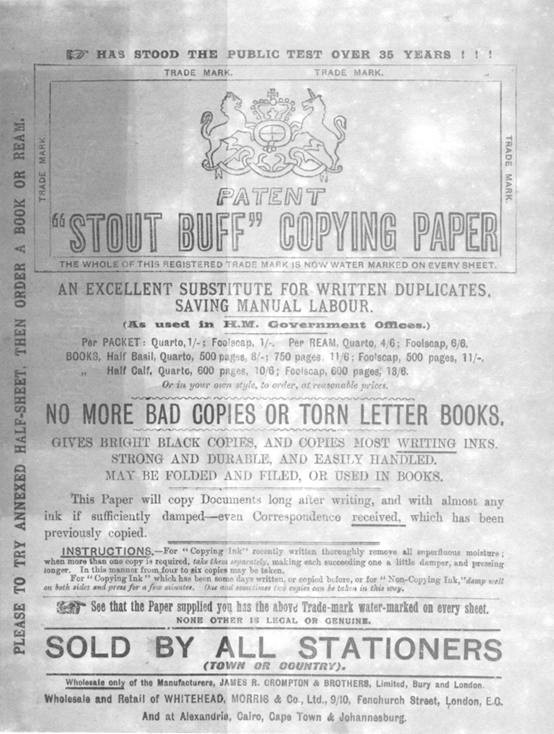 ☞ HAS STOOD THE PUBLIC TEST OVER 35 YEARS ! ! !
TRADE MARK. TRADE MARK.
TRADE MARK.
TRADE MARK.
PATENT
"STOUT BUFF" COPYING PAPER
THE WHOLE OF THIS REGISTERED TRADE MARK IS NOW WATER MARKED ON EVERY SHEET.
AN EXCELLENT SUBSTITUTE FOR WRITTEN DUPLICATES,
SAVING MANUAL LABOUR.
(As used in H.M. Government Offices.)
Per PACKET: Quarto, 1/-; Foolscap, 1/-. Per REAM, Quarto, 4/6; Foolscap, 6/6.
BOOKS, Half Basil, Quarto, 500 pages, 8/-; 750 pages, 11/6; Foolscap, 500 pages, 11/-.
„ Half Calf, Quarto, 600 pages, 10/6; Foolscap, 600 pages, 13/6.
Or in your own style, to order, at reasonable prices.
NO MORE BAD COPIES OR TORN LETTER BOOKS.
GIVES BRIGHT BLACK COPIES, AND COPIES MOST WRITING INKS.
STRONG AND DURABLE, AND EASILY HANDLED.
MAY BE FOLDED AND FILED, OR USED IN BOOKS.
This Paper will copy Documents long after writing, and with almost any
ink if sufficiently damped—even Correspondence received, which has been
previously copied.
INSTRUCTIONS.—For "Copying Ink" recently written thoroughly remove all superfluous moisture;
when more than one copy is required, take them separately, making each succeeding one a little damper, and pressing
longer. In this manner from four to six copies may be taken.
For "Copying Ink" which has been some days written, or copied before, or for "Non-Copying Ink," damp well
on both sides and press for a few minutes. One and sometimes two copies can be taken in this way.
☞ See that the Paper supplied you has the above Trade-mark water-marked on every sheet.
NONE OTHER IS LEGAL OR GENUINE.
SOLD BY ALL STATIONERS
(TOWN OR COUNTRY).
Wholesale only of the Manufacturers, JAMES R. CROMPTON & BROTHERS, Limited, Bury and London.
Wholesale and Retail of WHITEHEAD, MORRIS & Co., Ltd., 9/10, Fenchurch Street, London, E.C.
And at Alexandria, Cairo, Cape Town & Johannesburg.
PLEASE TO TRY ANNEXED HALF-SHEET, THEN ORDER A BOOK OR REAM.